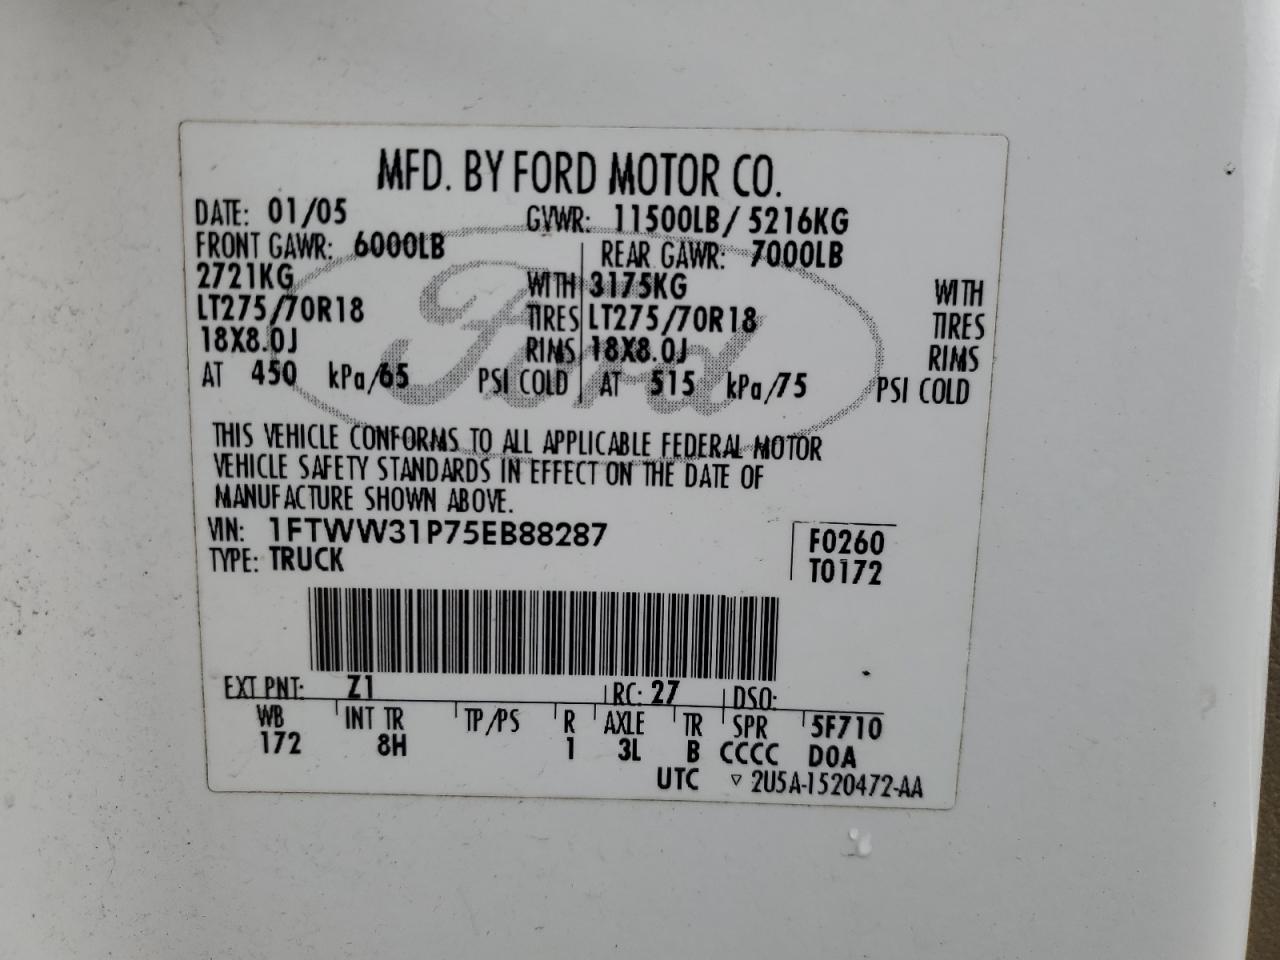 MFD. BY FORD MOTOR CO.
DATE: 01/05 GVWR: 11500LB/ 5216KG
FRONT GAWR: 6000LB REAR GAWR: 7000LB
2721KG WITH 3175KG WITH
LT275/70R18 TIRES LT275/70R18 TIRES
18X8.0J RIMS 18X8.0J RIMS
AT 450 kPa/65 PSI COLD AT 515 kPa/75 PSI COLD
Ford
THIS VEHICLE CONFORMS TO ALL APPLICABLE FEDERAL MOTOR
VEHICLE SAFETY STANDARDS IN EFFECT ON THE DATE OF
MANUFACTURE SHOWN ABOVE.
VIN: 1FTWW31P75EB88287 F0260
TYPE: TRUCK T0172
EXT PNT: Z1 RC: 27 DSO:
WB INT TR TP/PS R AXLE TR SPR 5F710
172 8H 1 3L B CCCC D0A
UTC ▽ 2U5A-1520472-AA